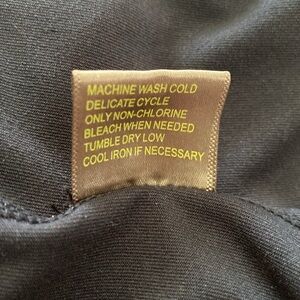 MACHINE WASH COLD
DELICATE CYCLE
ONLY NON-CHLORINE
BLEACH WHEN NEEDED
TUMBLE DRY LOW
COOL IRON IF NECESSARY